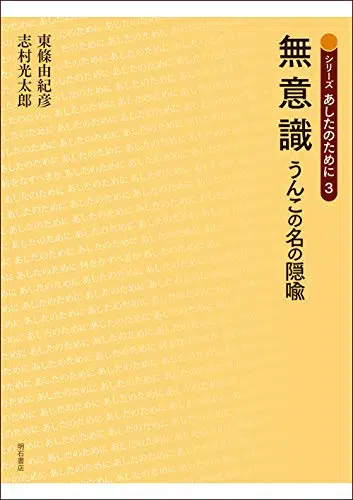 シリーズ あしたのために 3
無意識
うんこの名の隠喩
東條由紀彦
志村光太郎
明石書店